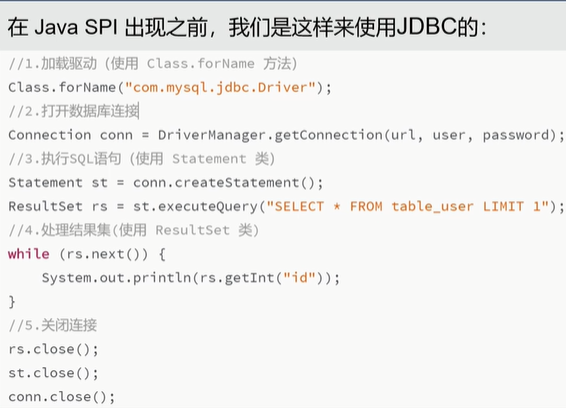 在 Java SPI 出现之前，我们是这样来使用JDBC的：
//1.加载驱动（使用 Class.forName 方法）
Class.forName("com.mysql.jdbc.Driver");
//2.打开数据库连接
Connection conn = DriverManager.getConnection(url, user, password);
//3.执行SQL语句（使用 Statement 类）
Statement st = conn.createStatement();
ResultSet rs = st.executeQuery("SELECT * FROM table_user LIMIT 1");
//4.处理结果集(使用 ResultSet 类)
while (rs.next()) {
    System.out.println(rs.getInt("id"));
}
//5.关闭连接
rs.close();
st.close();
conn.close();